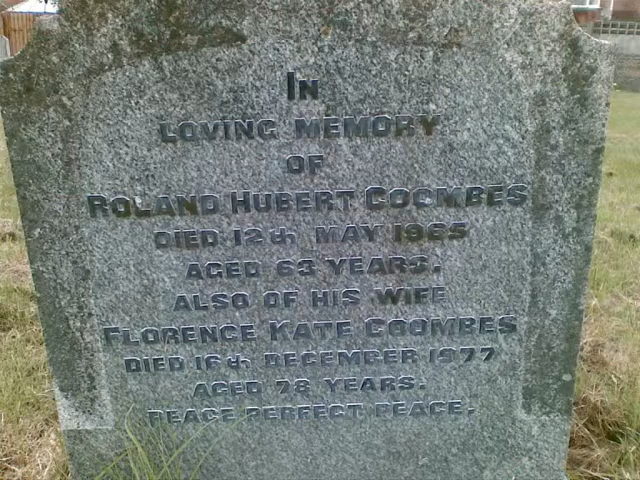 IN
LOVING MEMORY
OF
ROLAND HUBERT COOMBES
DIED 12th MAY 1965
AGED 63 YEARS.
ALSO OF HIS WIFE
FLORENCE KATE COOMBES
DIED 16th DECEMBER 1977
AGED 78 YEARS.
PEACE PERFECT PEACE.